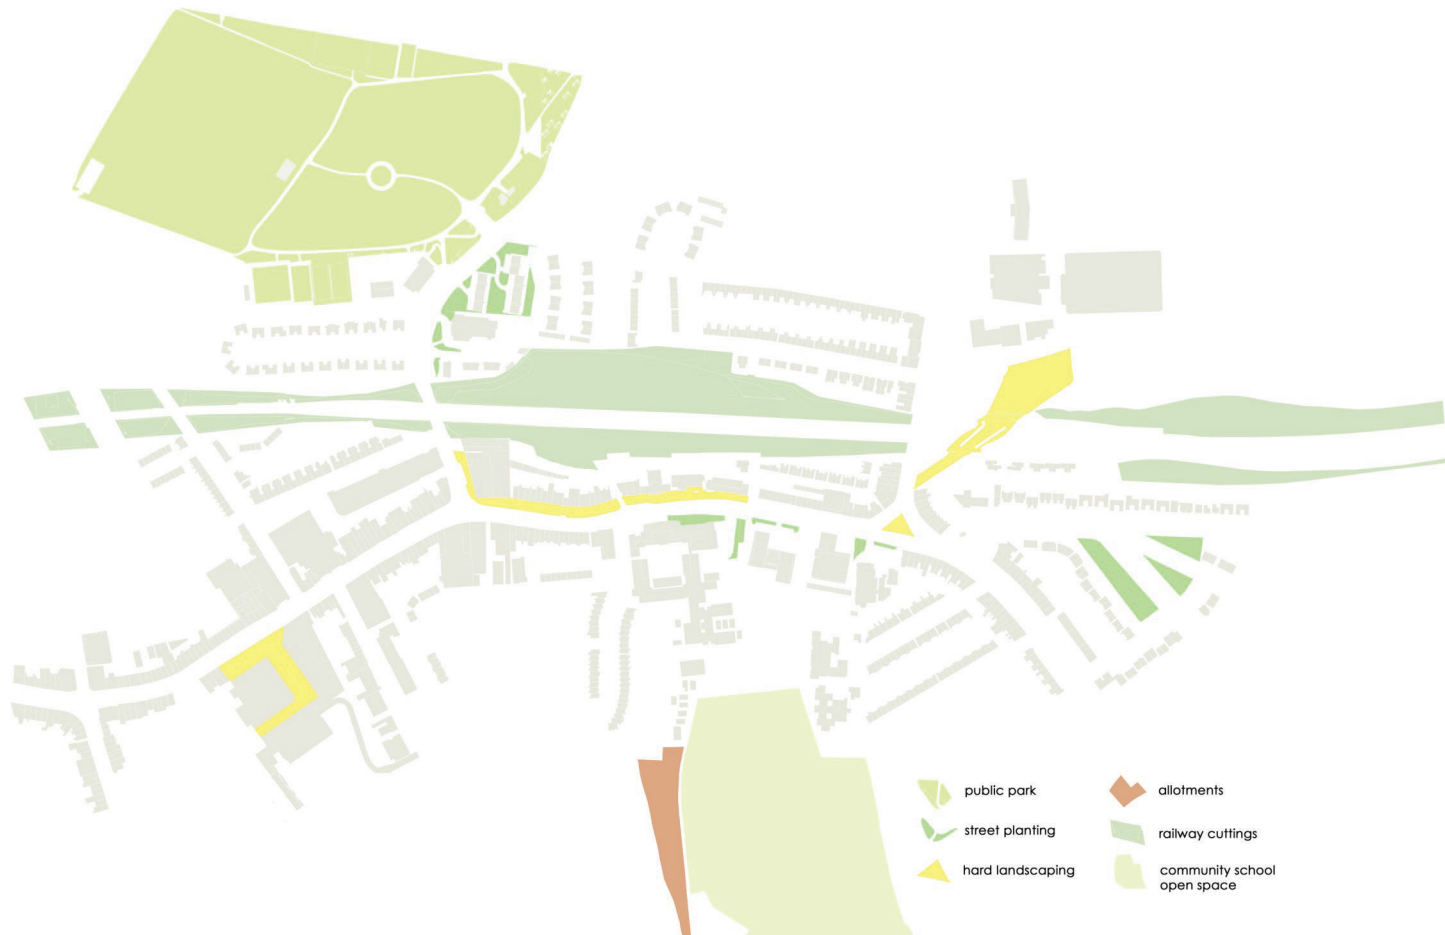 public park
street planting
hard landscaping
allotments
railway cuttings
community school
open space